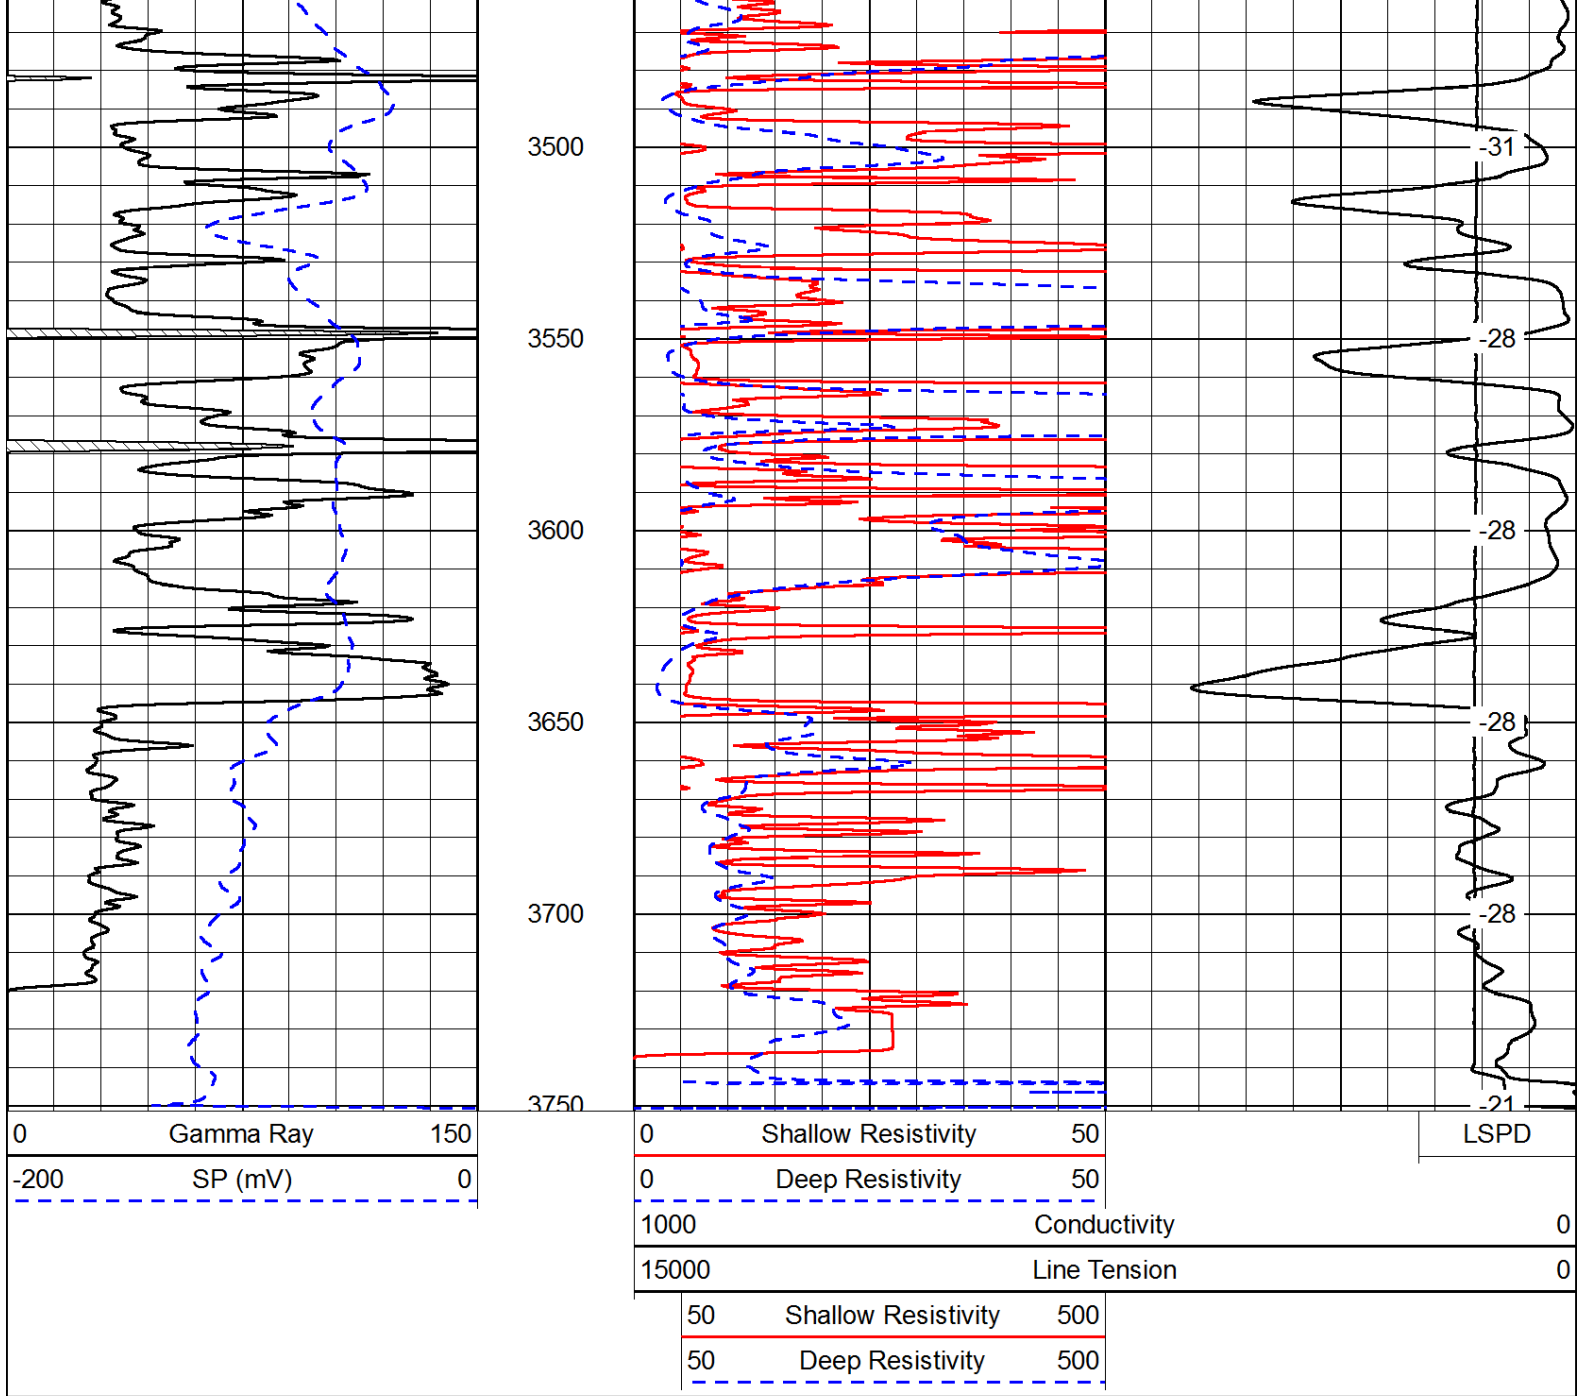 3500 -31
3550 -28
3600 -28
3650 -28
3700 -28
3750 -21
0 Gamma Ray 150
0 Shallow Resistivity 50
LSPD
-200 SP (mV) 0
0 Deep Resistivity 50
1000 Conductivity 0
15000 Line Tension 0
50 Shallow Resistivity 500
50 Deep Resistivity 500